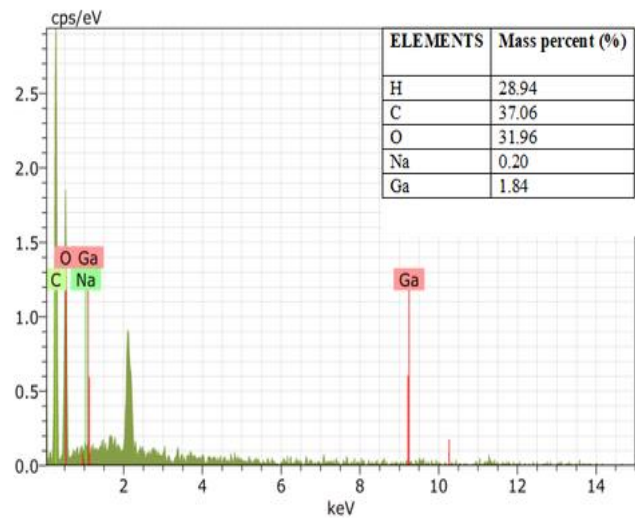 cps/eV
ELEMENTS Mass percent (%)
H 28.94
C 37.06
O 31.96
Na 0.20
Ga 1.84
2.5
2.0
1.5
1.0
0.5
0.0
O Ga
C Na Ga
2 4 6 8 10 12 14
keV